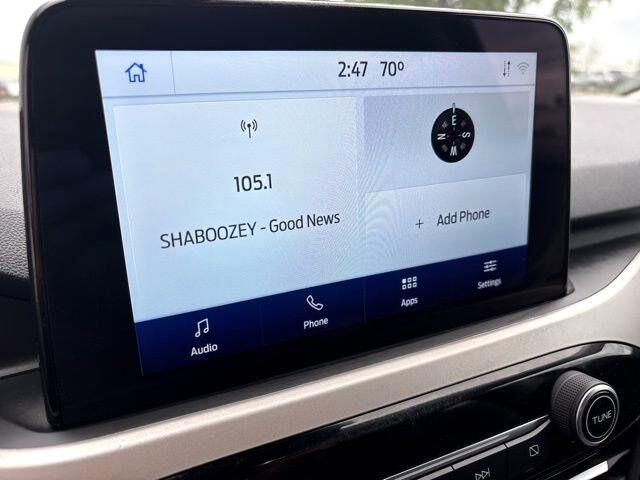 2:47 70°
105.1
SHABOOZEY - Good News
E
N S
W
+ Add Phone
Audio Phone Apps Settings
TUNE